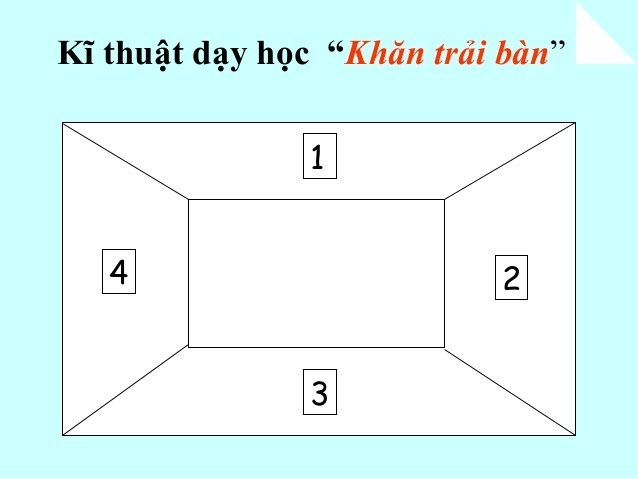 Kĩ thuật dạy học “Khăn trải bàn”
1
4
2
3